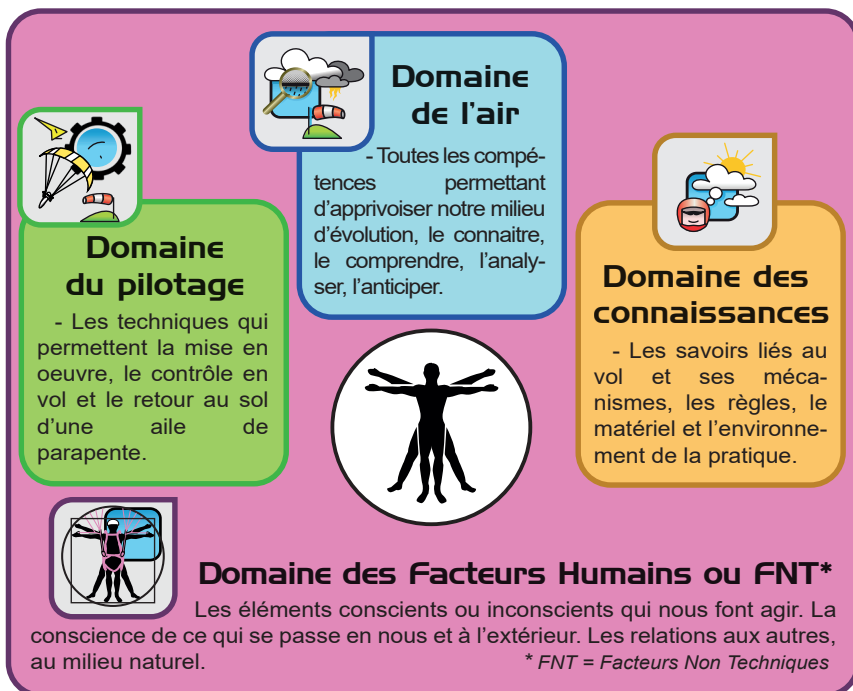 Domaine
de l'air
- Toutes les compé-
tences permettant
d'apprivoiser notre milieu
d'évolution, le connaitre,
le comprendre, l'analy-
ser, l'anticiper.
Domaine
du pilotage
- Les techniques qui
permettent la mise en
oeuvre, le contrôle en
vol et le retour au sol
d'une aile de
parapente.
Domaine des
connaissances
- Les savoirs liés au
vol et ses méca-
nismes, les règles, le
matériel et l'environne-
ment de la pratique.
Domaine des Facteurs Humains ou FNT*
Les éléments conscients ou inconscients qui nous font agir. La
conscience de ce qui se passe en nous et à l'extérieur. Les relations aux autres,
au milieu naturel.
* FNT = Facteurs Non Techniques